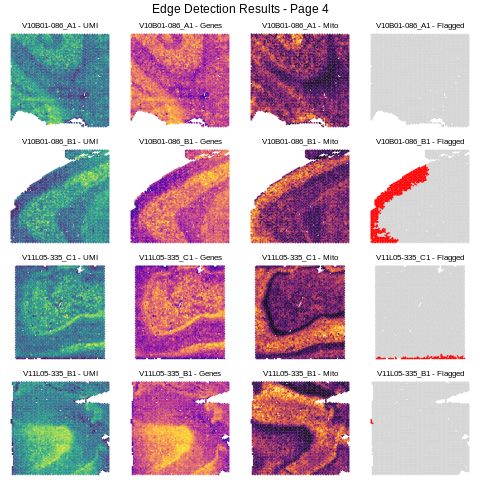 Edge Detection Results - Page 4
V10B01-086_A1 - UMI
V10B01-086_A1 - Genes
V10B01-086_A1 - Mito
V10B01-086_A1 - Flagged
V10B01-086_B1 - UMI
V10B01-086_B1 - Genes
V10B01-086_B1 - Mito
V10B01-086_B1 - Flagged
V11L05-335_C1 - UMI
V11L05-335_C1 - Genes
V11L05-335_C1 - Mito
V11L05-335_C1 - Flagged
V11L05-335_B1 - UMI
V11L05-335_B1 - Genes
V11L05-335_B1 - Mito
V11L05-335_B1 - Flagged